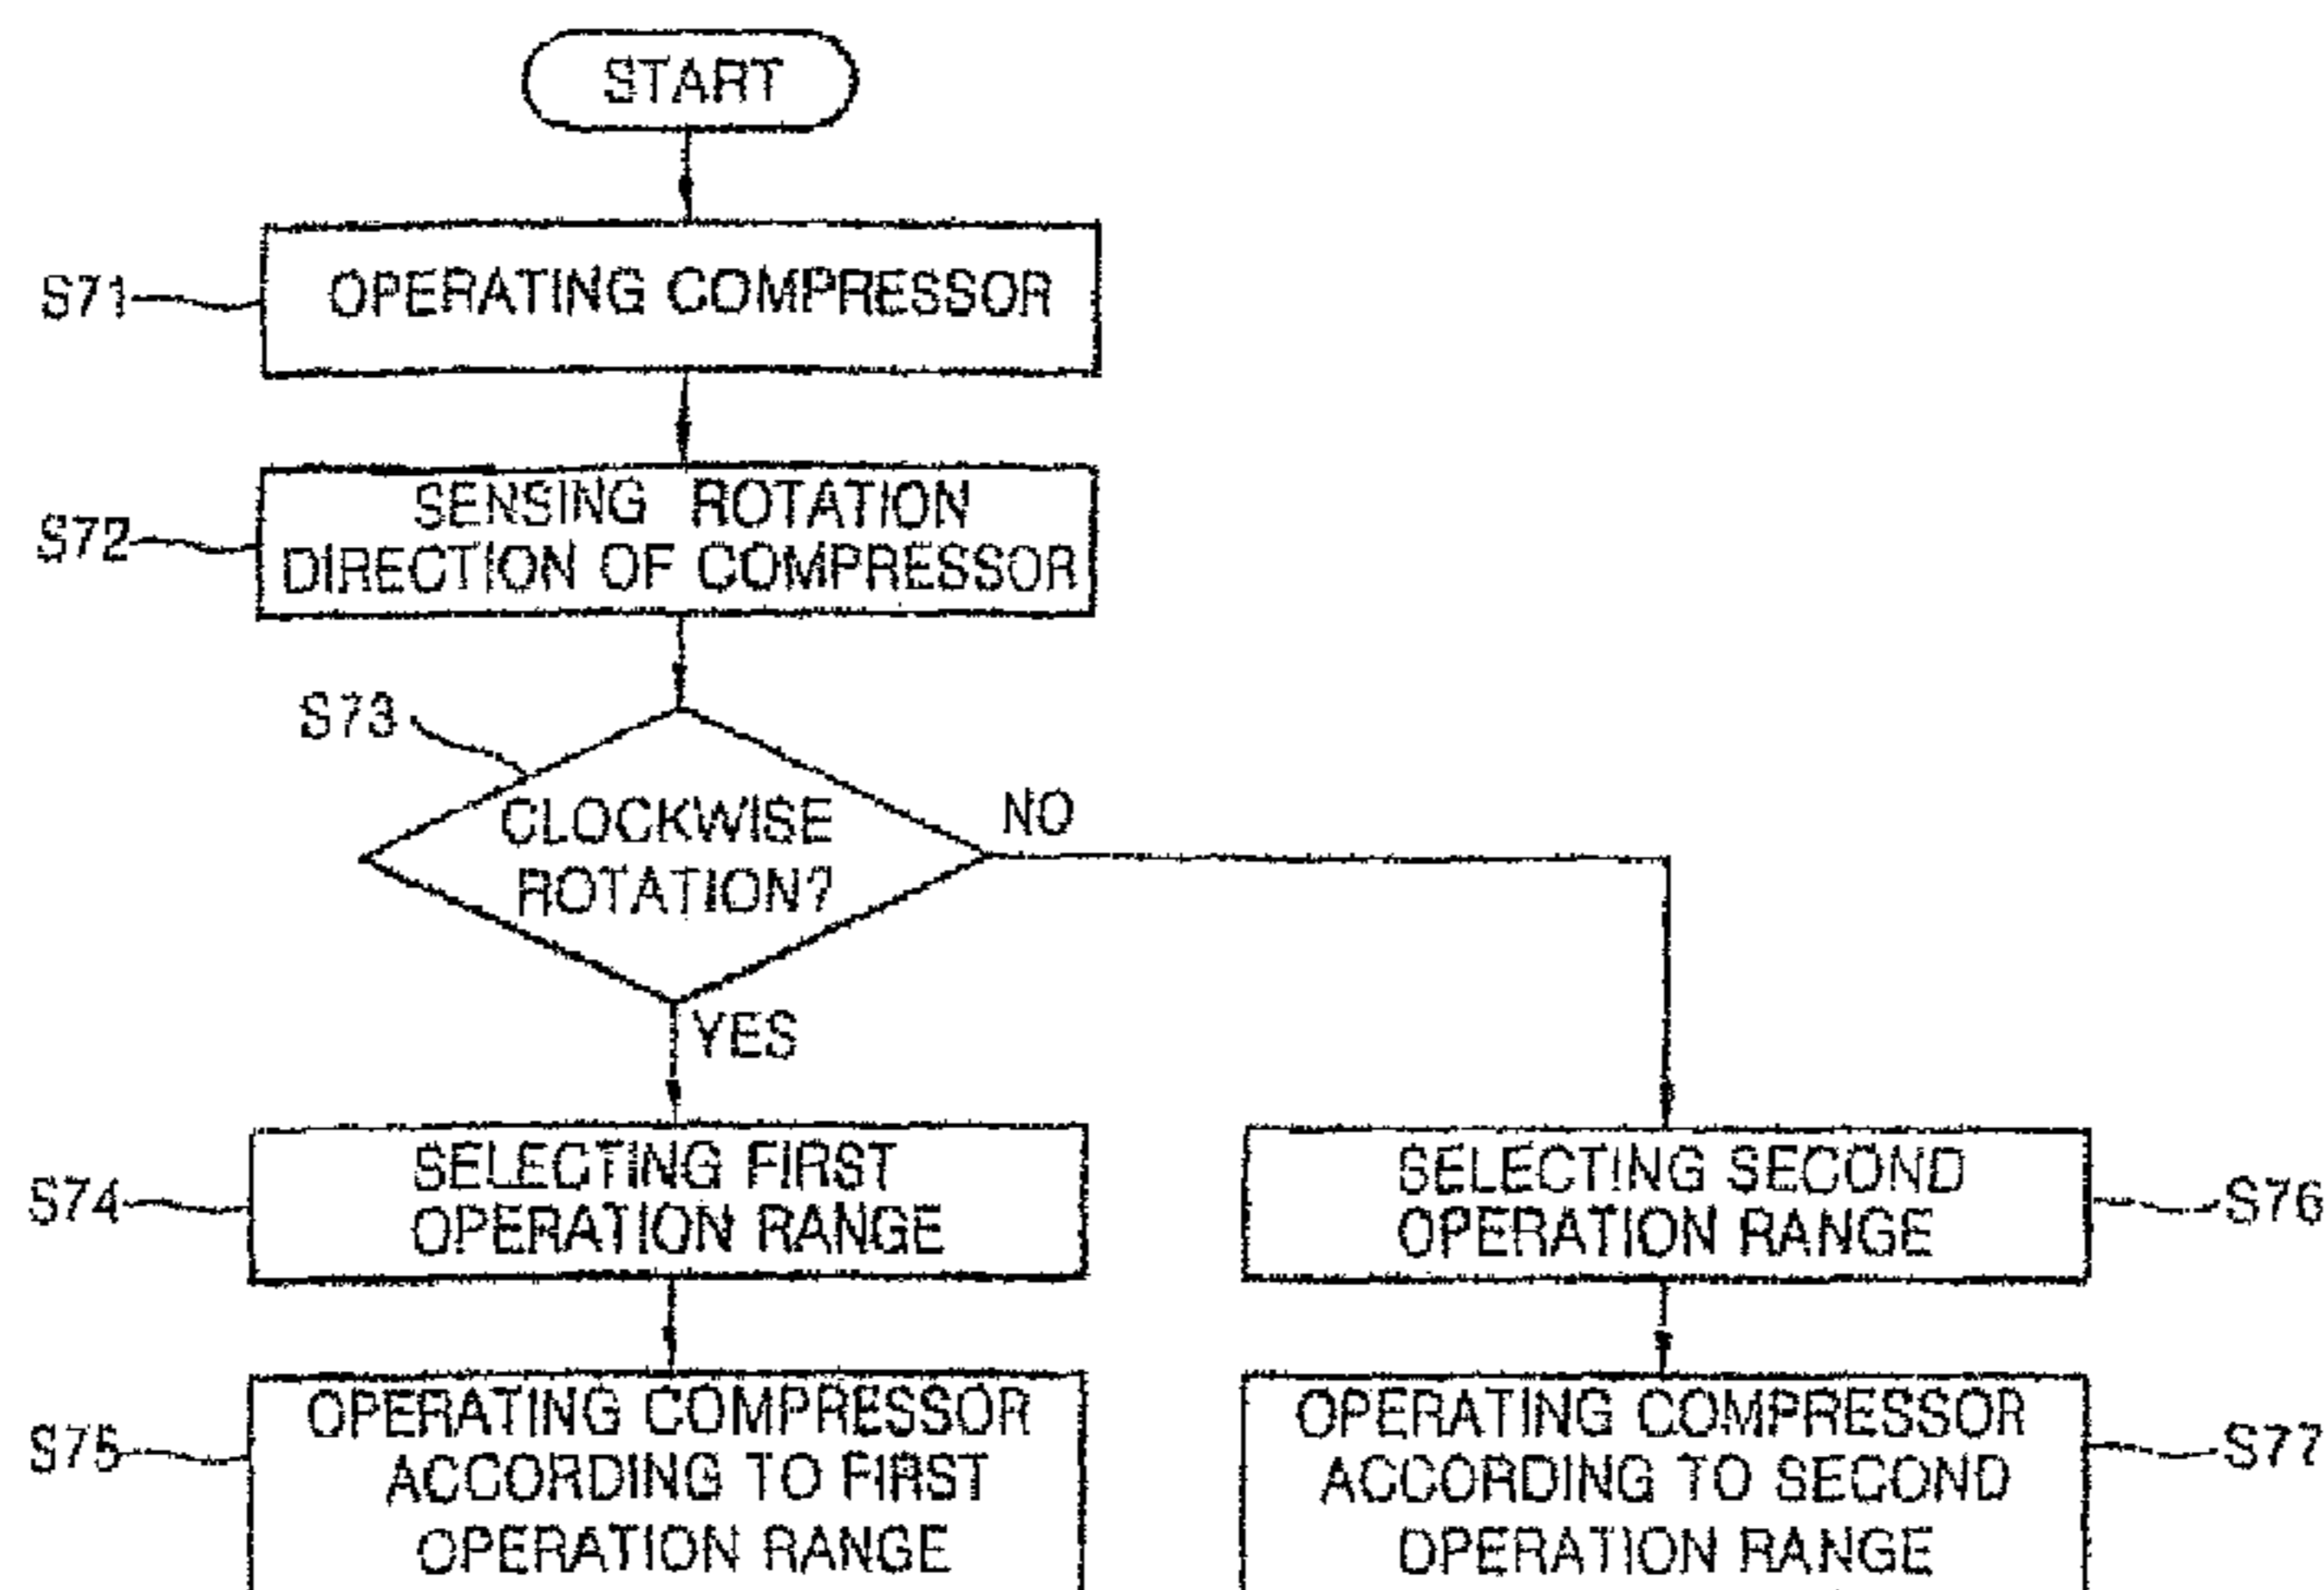 START
S71
OPERATING COMPRESSOR
S72
SENSING ROTATION
DIRECTION OF COMPRESSOR
S73
CLOCKWISE
ROTATION?
NO
YES
S74
SELECTING FIRST
OPERATION RANGE
SELECTING SECOND
OPERATION RANGE
S76
S75
OPERATING COMPRESSOR
ACCORDING TO FIRST
OPERATION RANGE
OPERATING COMPRESSOR
ACCORDING TO SECOND
OPERATION RANGE
S77